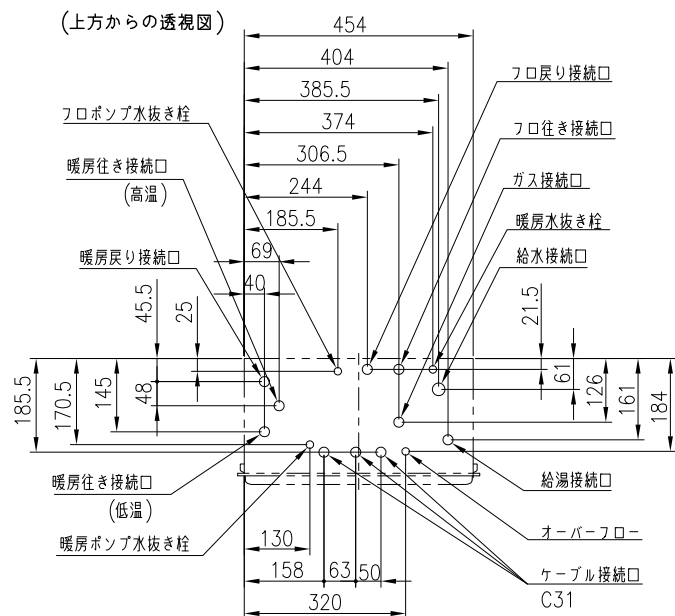 (上方からの透視図)
454
404
385.5
374
306.5
244
185.5
69
40
フロ戻り接続口
フロ往き接続口
ガス接続口
暖房水抜き栓
給水接続口
フロポンプ水抜き栓
暖房往き接続口
(高温)
暖房戻り接続口
45.5
25
21.5
185.5
170.5
145
48
61
126
161
184
暖房往き接続口
(低温)
暖房ポンプ水抜き栓
給湯接続口
オーバーフロー
ケーブル接続口
C31
130
158
63
50
320